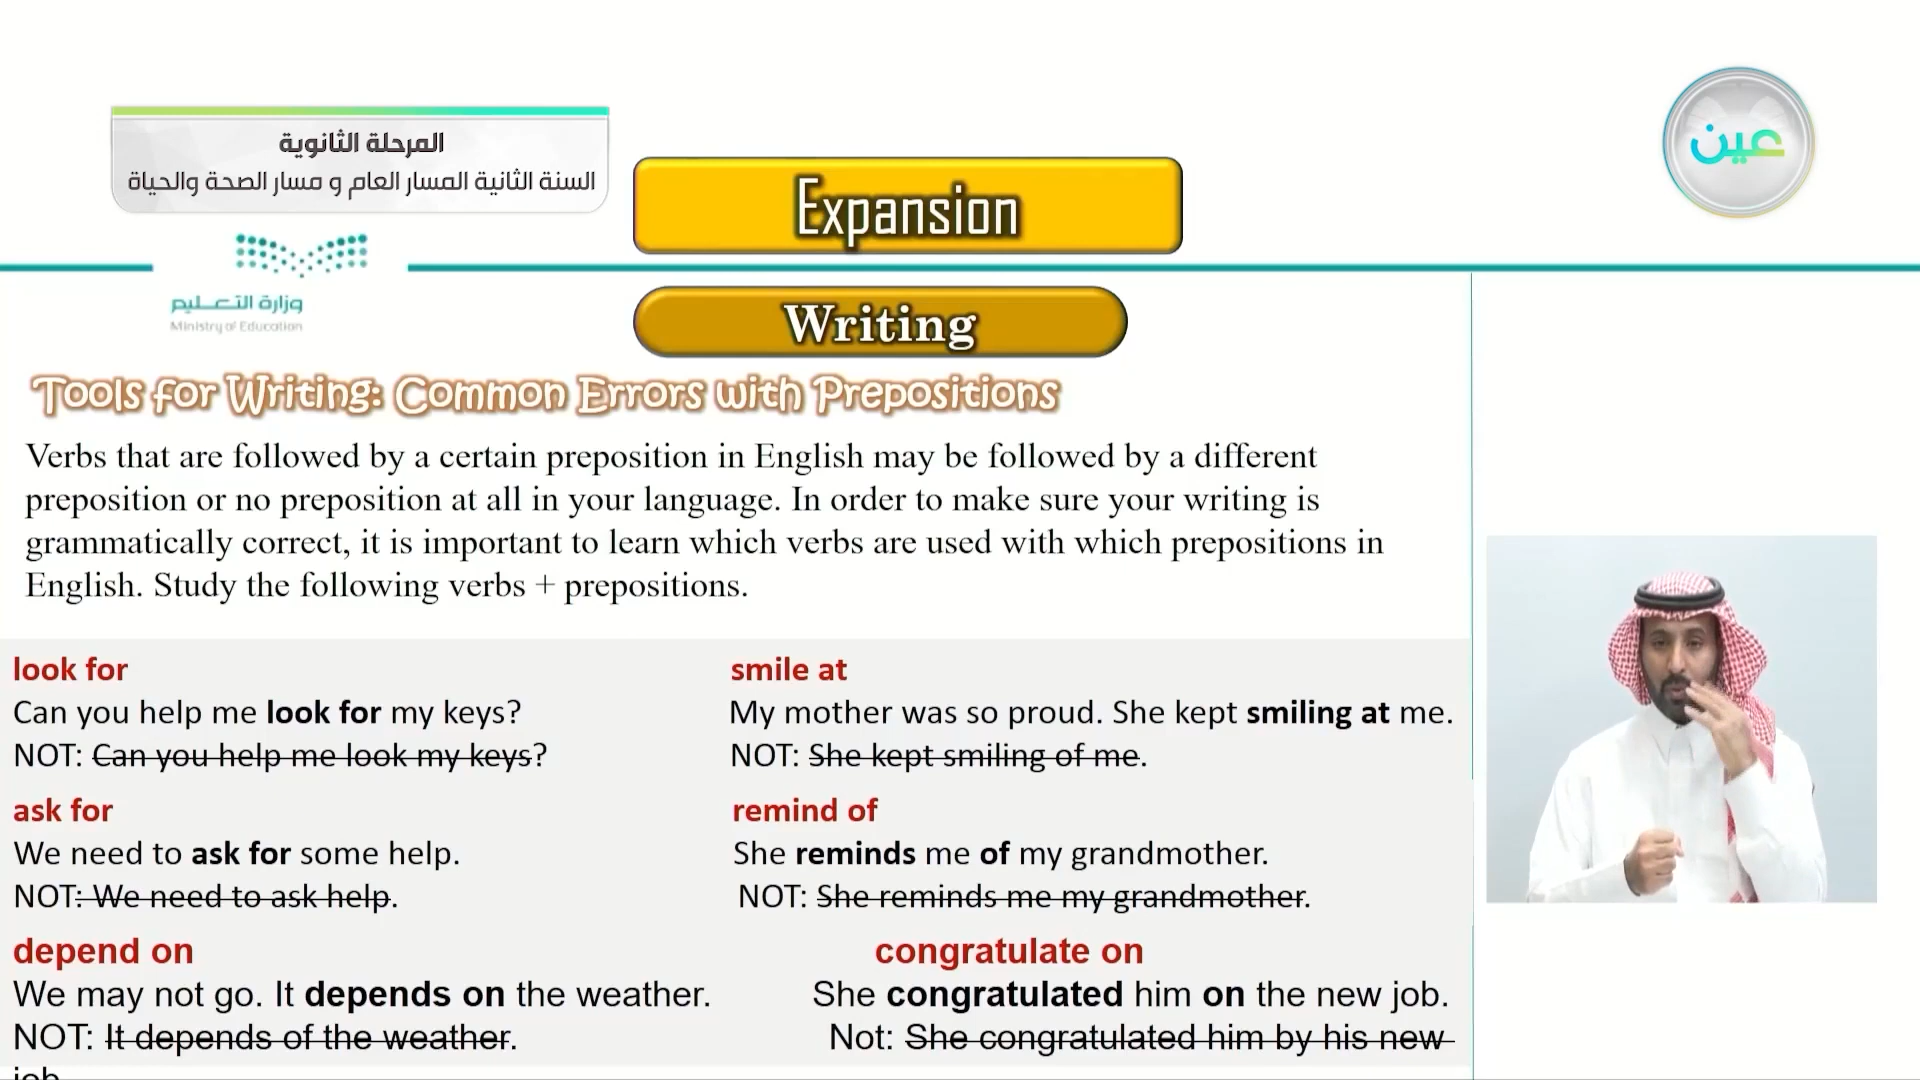 المرحلة الثانوية
السنة الثانية المسار العام و مسار الصحة والحياة
عين
Expansion
وزارة التعليم
Ministry of Education
Writing
Tools for Writing: Common Errors with Prepositions
Verbs that are followed by a certain preposition in English may be followed by a different
preposition or no preposition at all in your language. In order to make sure your writing is
grammatically correct, it is important to learn which verbs are used with which prepositions in
English. Study the following verbs + prepositions.
look for
Can you help me look for my keys?
NOT: Can you help me look my keys?
smile at
My mother was so proud. She kept smiling at me.
NOT: She kept smiling of me.
ask for
We need to ask for some help.
NOT: We need to ask help.
remind of
She reminds me of my grandmother.
NOT: She reminds me my grandmother.
depend on
We may not go. It depends on the weather.
NOT: It depends of the weather.
congratulate on
She congratulated him on the new job.
Not: She congratulated him by his new
job